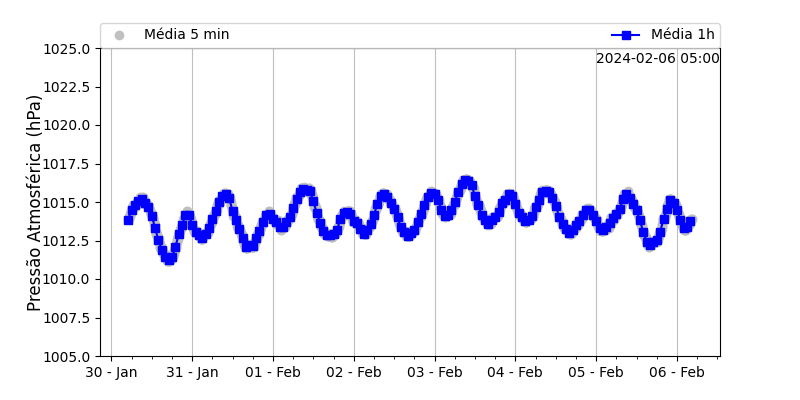 Média 5 min
Média 1h
2024-02-06 05:00
Pressão Atmosférica (hPa)
1025.0
1022.5
1020.0
1017.5
1015.0
1012.5
1010.0
1007.5
1005.0
30 - Jan
31 - Jan
01 - Feb
02 - Feb
03 - Feb
04 - Feb
05 - Feb
06 - Feb